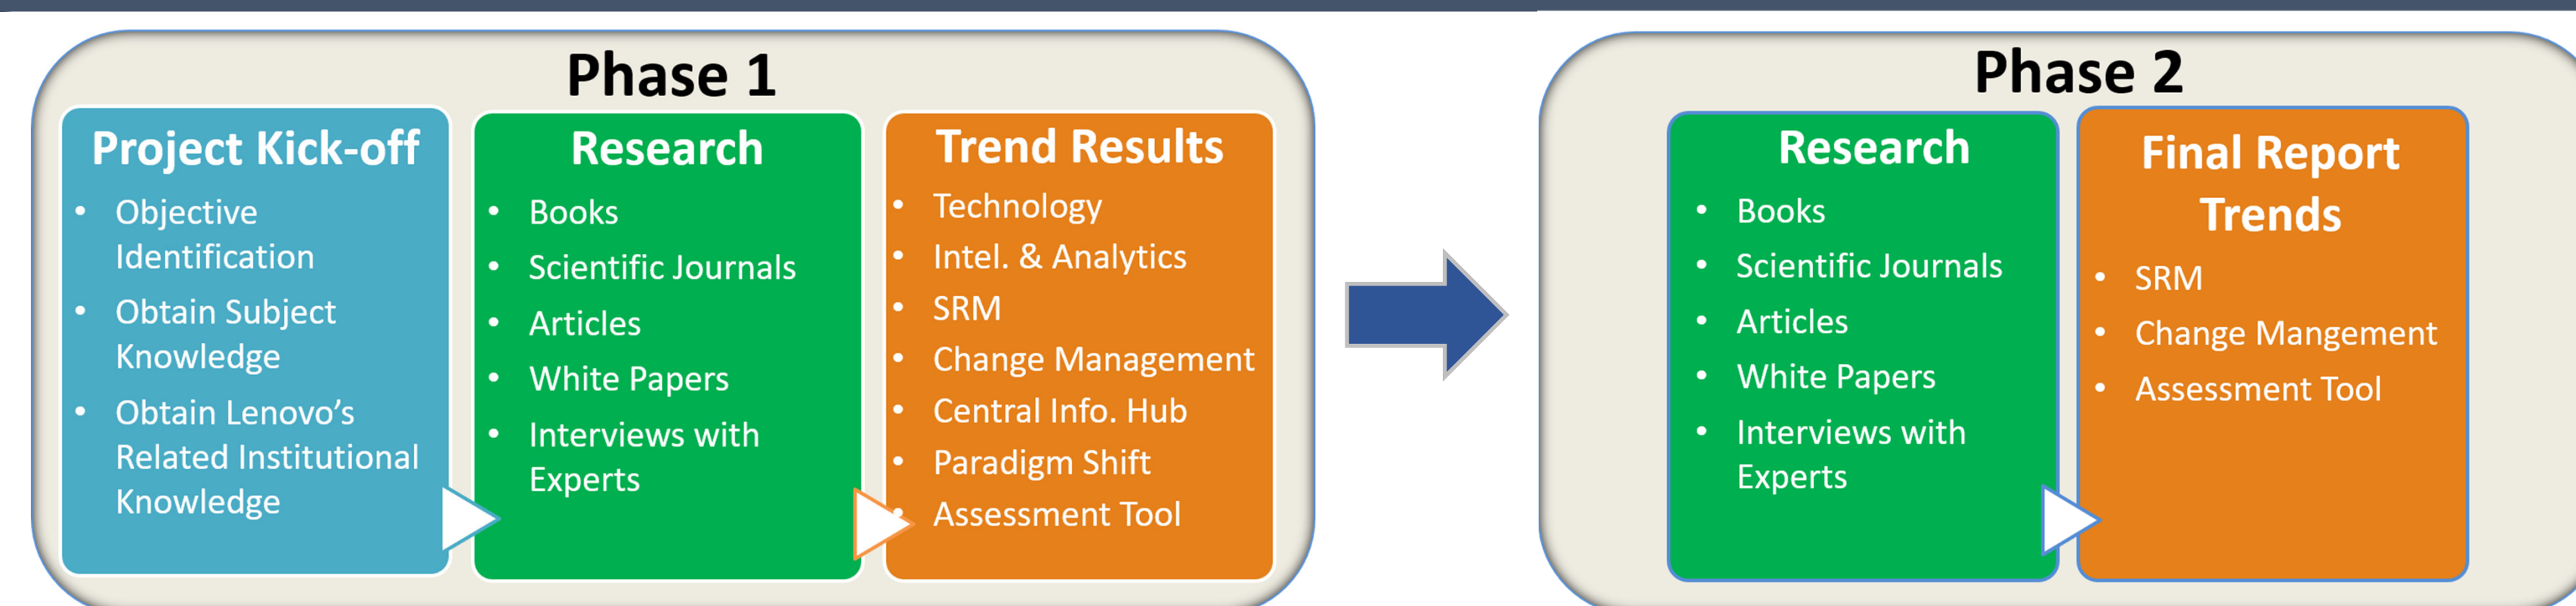 Phase 1
Project Kick-off
• Objective
Identification
• Obtain Subject
Knowledge
• Obtain Lenovo's
Related Institutional
Knowledge
Research
• Books
• Scientific Journals
• Articles
• White Papers
• Interviews with
Experts
Trend Results
• Technology
• Intel. & Analytics
• SRM
• Change Management
• Central Info. Hub
• Paradigm Shift
• Assessment Tool
Phase 2
Research
• Books
• Scientific Journals
• Articles
• White Papers
• Interviews with
Experts
Final Report
Trends
• SRM
• Change Mangement
• Assessment Tool